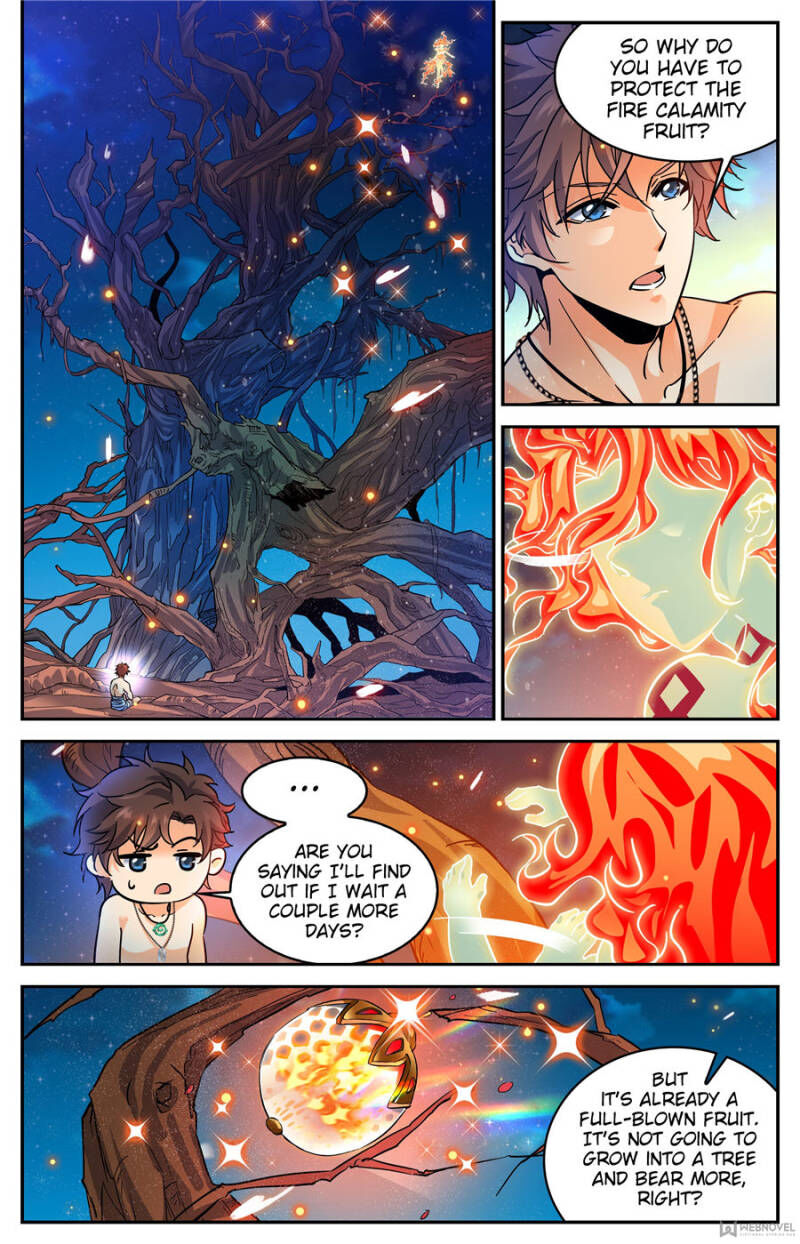 SO WHY DO
YOU HAVE TO
PROTECT THE
FIRE CALAMITY
FRUIT?
...
ARE YOU
SAYING I'LL FIND
OUT IF I WAIT A
COUPLE MORE
DAYS?
BUT
IT'S ALREADY A
FULL-BLOWN FRUIT.
IT'S NOT GOING TO
GROW INTO A TREE
AND BEAR MORE,
RIGHT?
WEBNOVEL